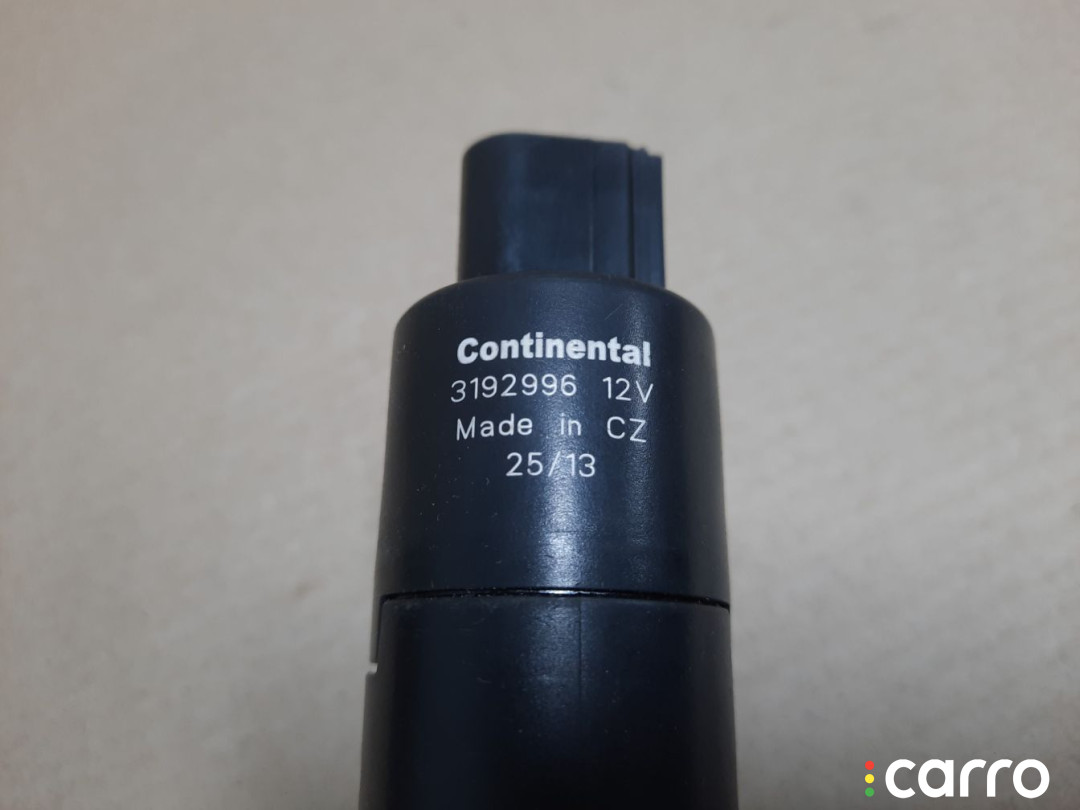 Continental
3192996 12V
Made in CZ
25/13
carro